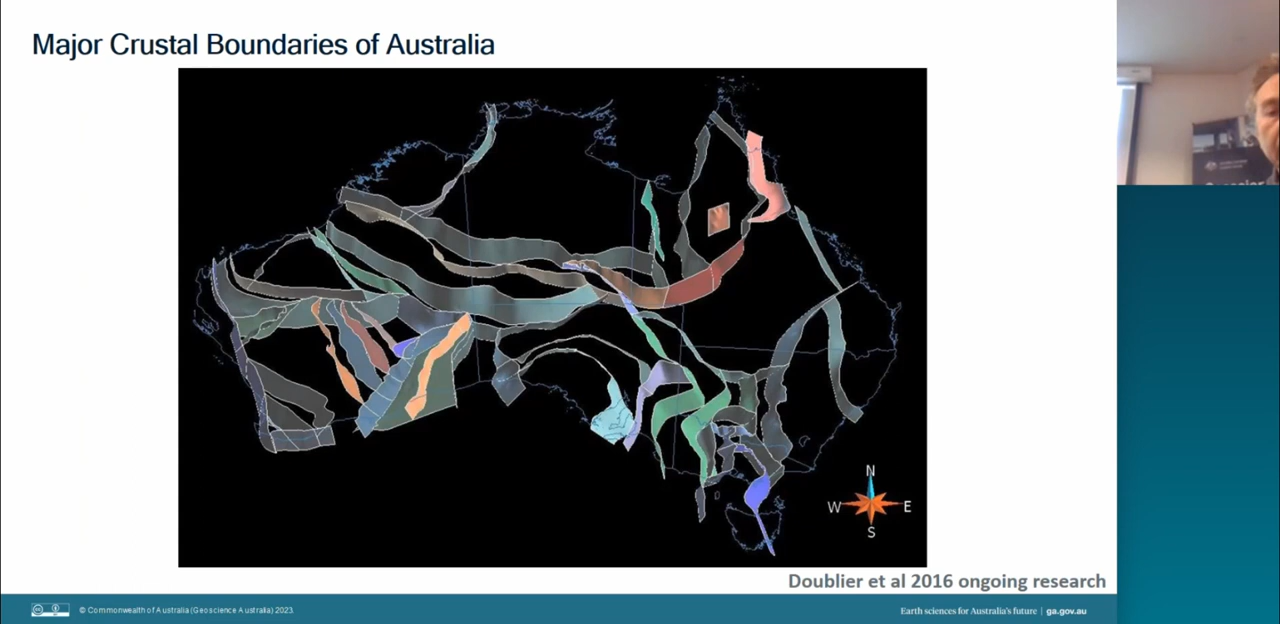 Major Crustal Boundaries of Australia
N
W E
S
Doublier et al 2016 ongoing research
© Commonwealth of Australia (Geoscience Australia) 2023.
Earth sciences for Australia's future | ga.gov.au